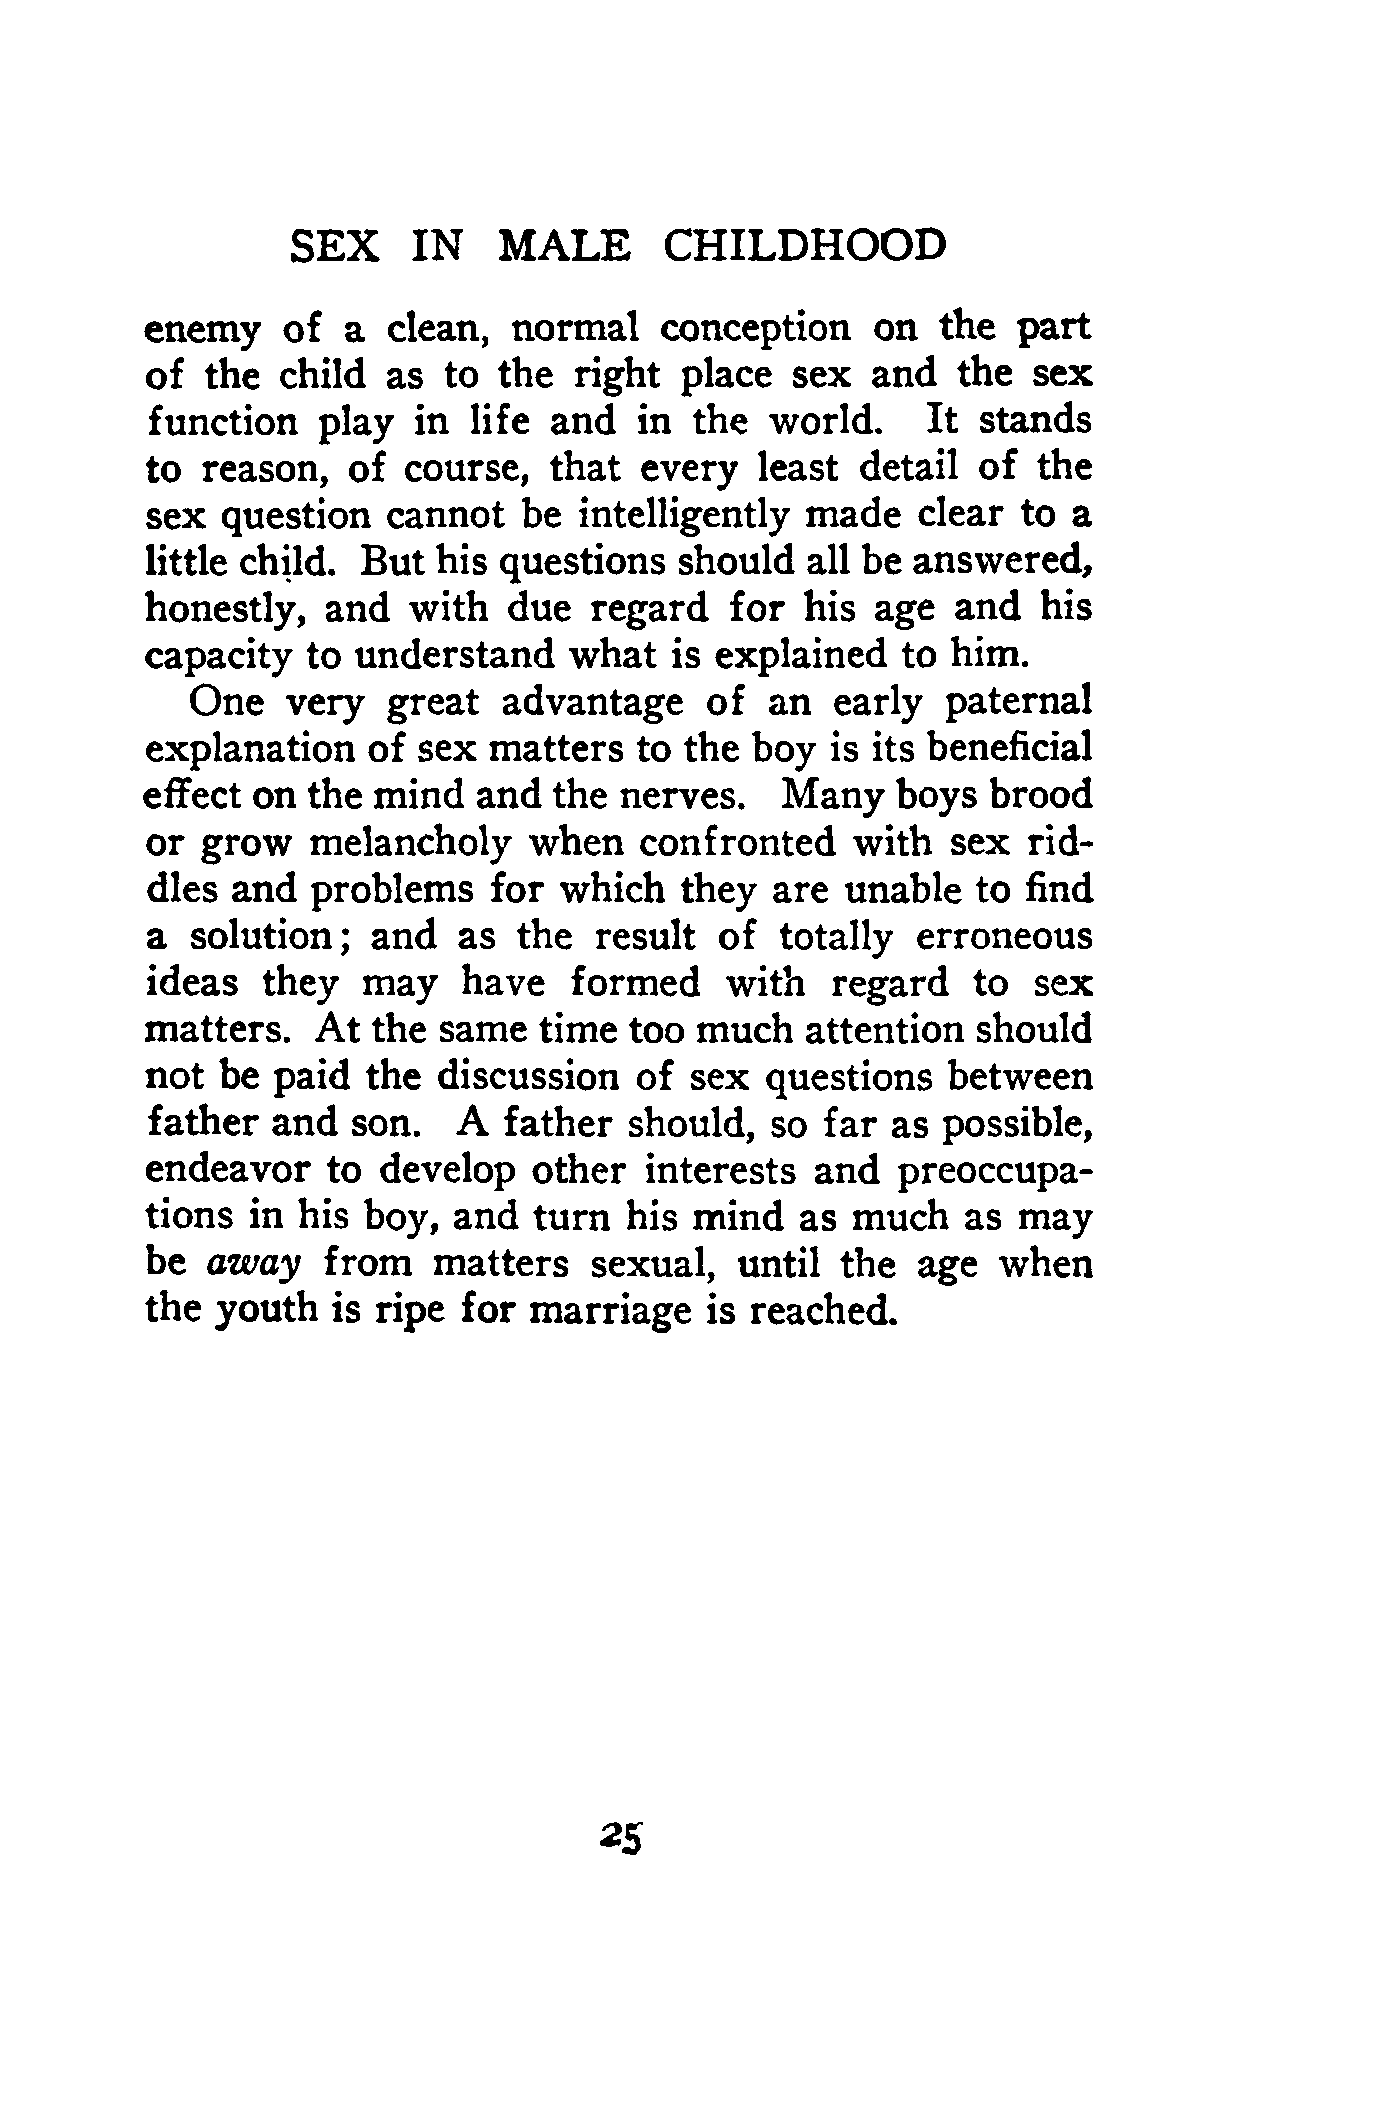 SEX IN MALE CHILDHOOD
enemy of a clean, normal conception on the part
of the child as to the right place sex and the sex
function play in life and in the world. It stands
to reason, of course, that every least detail of the
sex question cannot be intelligently made clear to a
little child. But his questions should all be answered,
honestly, and with due regard for his age and his
capacity to understand what is explained to him.
One very great advantage of an early paternal
explanation of sex matters to the boy is its beneficial
effect on the mind and the nerves. Many boys brood
or grow melancholy when confronted with sex rid-
dles and problems for which they are unable to find
a solution; and as the result of totally erroneous
ideas they may have formed with regard to sex
matters. At the same time too much attention should
not be paid the discussion of sex questions between
father and son. A father should, so far as possible,
endeavor to develop other interests and preoccupa-
tions in his boy, and turn his mind as much as may
be away from matters sexual, until the age when
the youth is ripe for marriage is reached.
25